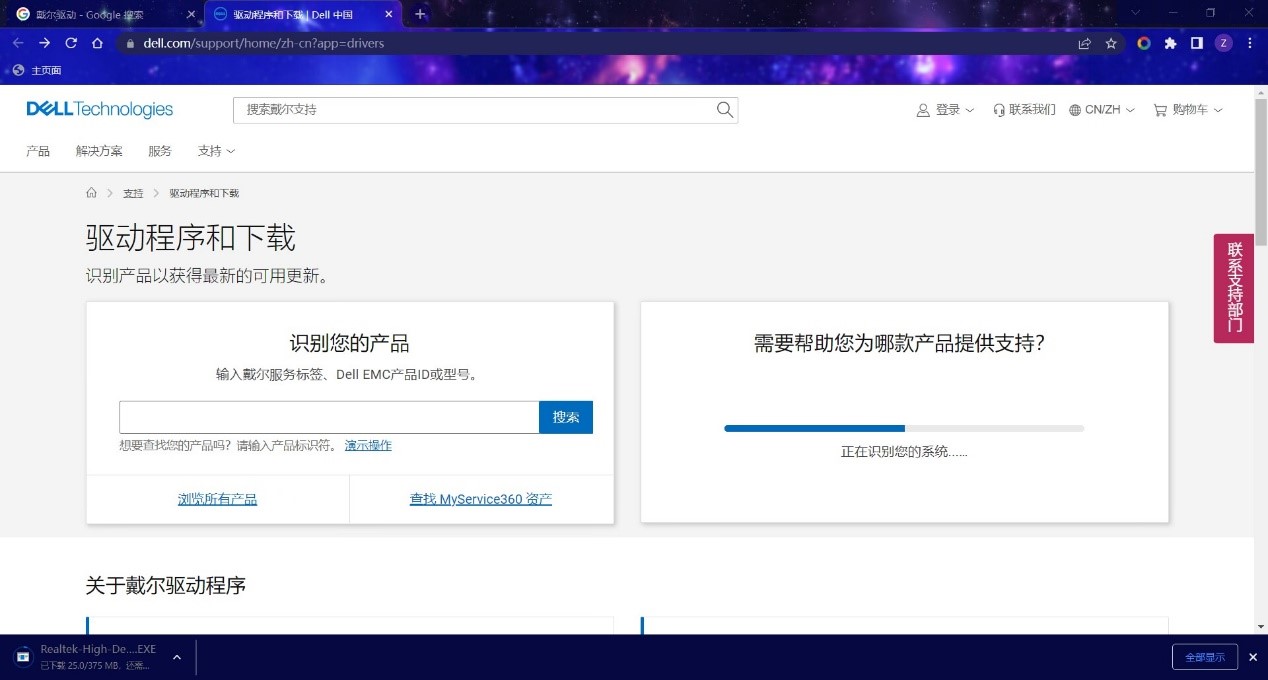 戴尔驱动 - Google 搜索
驱动程序和下载 | Dell 中国
dell.com/support/home/zh-cn?app=drivers
Z
主页面
DELLTechnologies
搜索戴尔支持
登录
联系我们
CN/ZH
购物车
产品
解决方案
服务
支持
支持
驱动程序和下载
驱动程序和下载
识别产品以获得最新的可用更新。
联系支持部门
识别您的产品
输入戴尔服务标签、Dell EMC产品ID或型号。
搜索
想要查找您的产品吗？请输入产品标识符。 演示操作
浏览所有产品
查找 MyService360 资产
需要帮助您为哪款产品提供支持？
正在识别您的系统......
关于戴尔驱动程序
Realtek-High-De....EXE
已下载 25.0/375 MB，还需...
全部显示